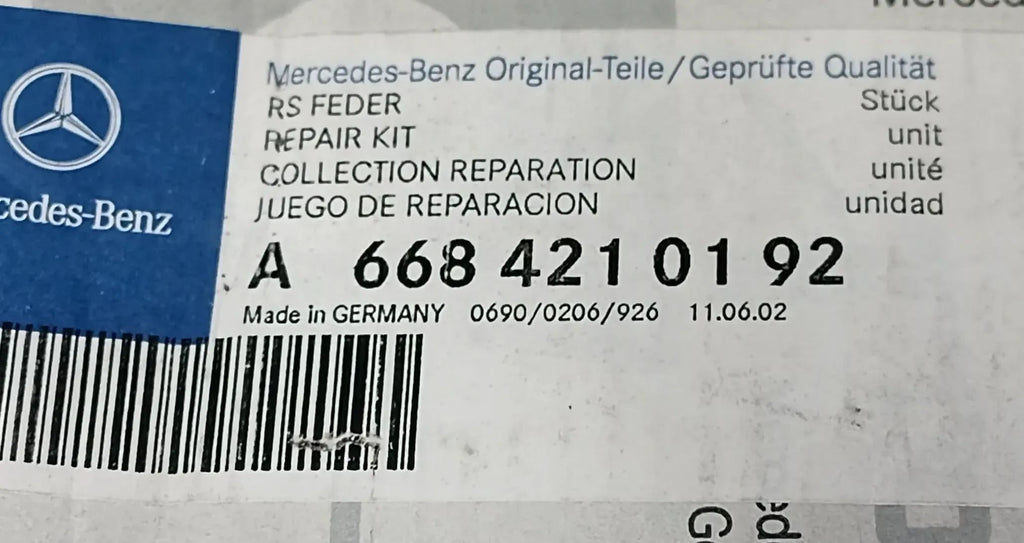 Mercedes-Benz Original-Teile/Geprüfte Qualität
RS FEDER Stück
REPAIR KIT unit
COLLECTION REPARATION unité
JUEGO DE REPARACION unidad
cedes-Benz
A 668 421 01 92
Made in GERMANY 0690/0206/926 11.06.02